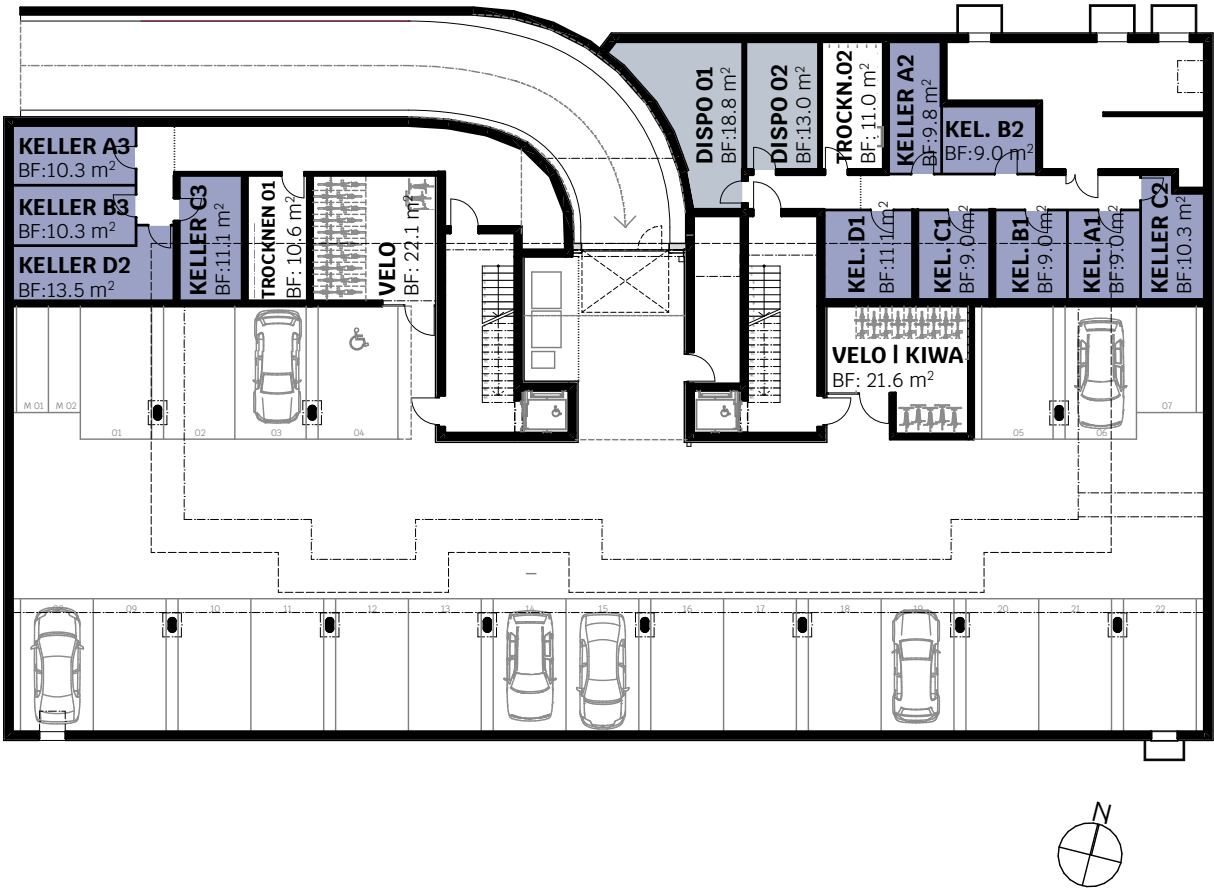 DISPO 01
BF:18.8 m²
DISPO 02
BF:13.0 m²
TROCKN.02
BF: 11.0 m²
KELLER A2
BF:9.8 m²
KEL. B2
BF:9.0 m²
KELLER A3
BF:10.3 m²
KELLER B3
BF:10.3 m²
KELLER D2
BF:13.5 m²
KELLER C3
BF:11.1 m²
TROCKNEN 01
BF: 10.6 m²
VELO
BF: 22.1 m²
KEL. D1
BF:11.1 m²
KEL. C1
BF:9.0 m²
KEL. B1
BF:9.0 m²
KEL. A1
BF:9.0 m²
KELLER C2
BF:10.3 m²
VELO I KIWA
BF: 21.6 m²
M 01
M 02
01
02
03
04
05
06
07
08
09
10
11
12
13
14
15
16
17
18
19
20
21
22
N